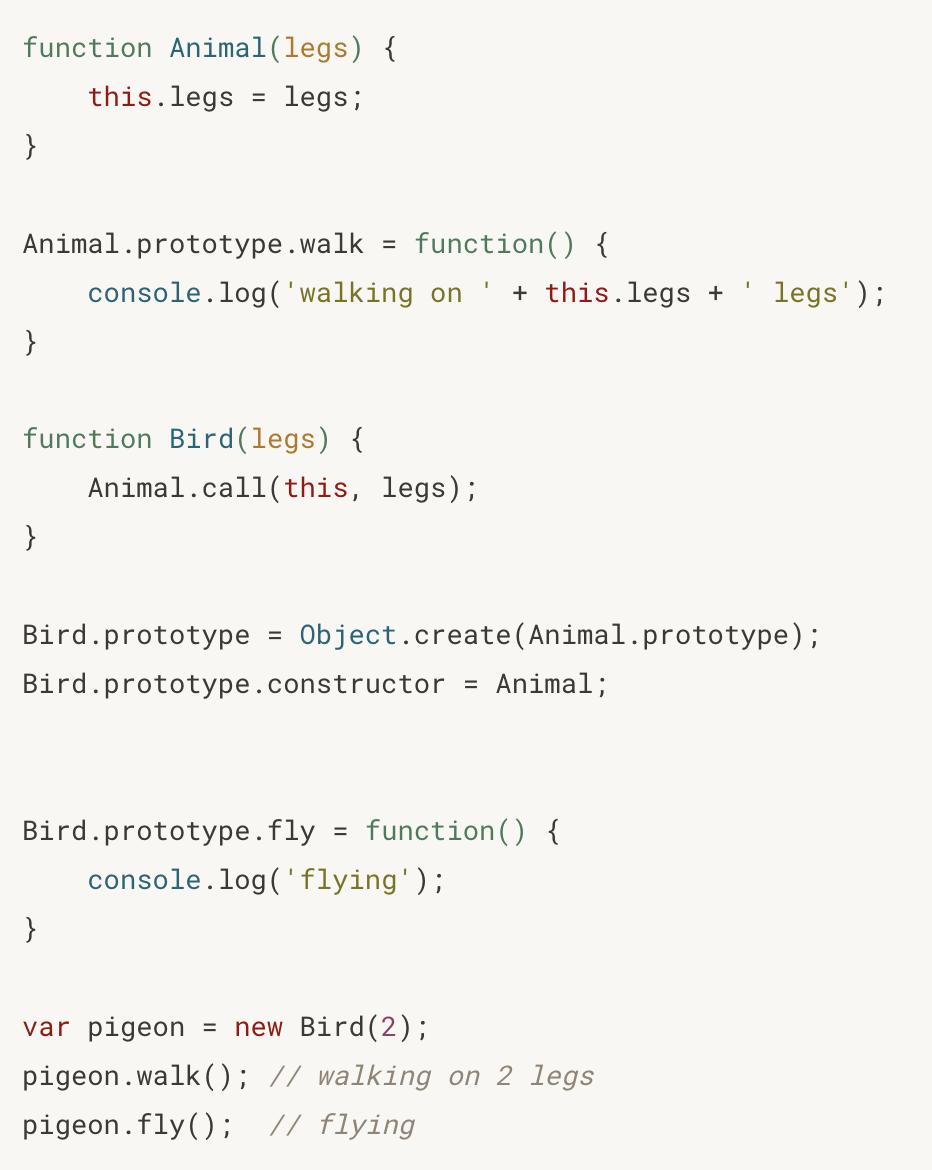 function Animal(legs) {
    this.legs = legs;
}

Animal.prototype.walk = function() {
    console.log('walking on ' + this.legs + ' legs');
}

function Bird(legs) {
    Animal.call(this, legs);
}

Bird.prototype = Object.create(Animal.prototype);
Bird.prototype.constructor = Animal;


Bird.prototype.fly = function() {
    console.log('flying');
}

var pigeon = new Bird(2);
pigeon.walk(); // walking on 2 legs
pigeon.fly();  // flying